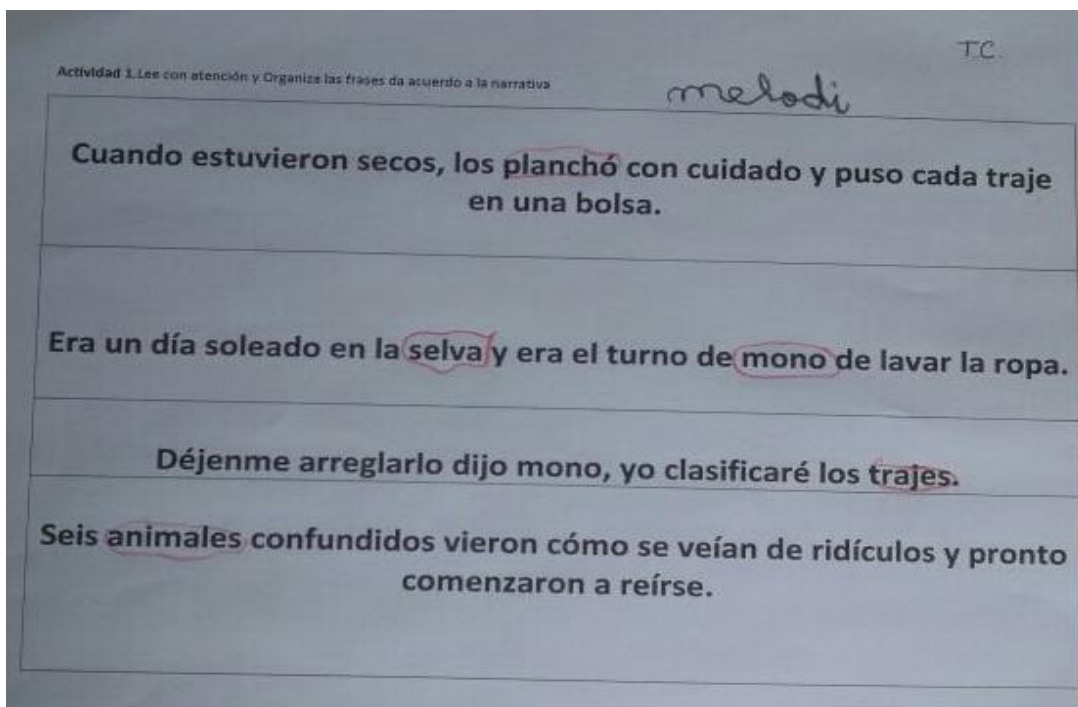 T.C.
Actividad 1.Lee con atención y Organiza las frases da acuerdo a la narrativa
melodi
Cuando estuvieron secos, los planchó con cuidado y puso cada traje
en una bolsa.
Era un día soleado en la selva y era el turno de mono de lavar la ropa.
Déjenme arreglarlo dijo mono, yo clasificaré los trajes.
Seis animales confundidos vieron cómo se veían de ridículos y pronto
comenzaron a reírse.